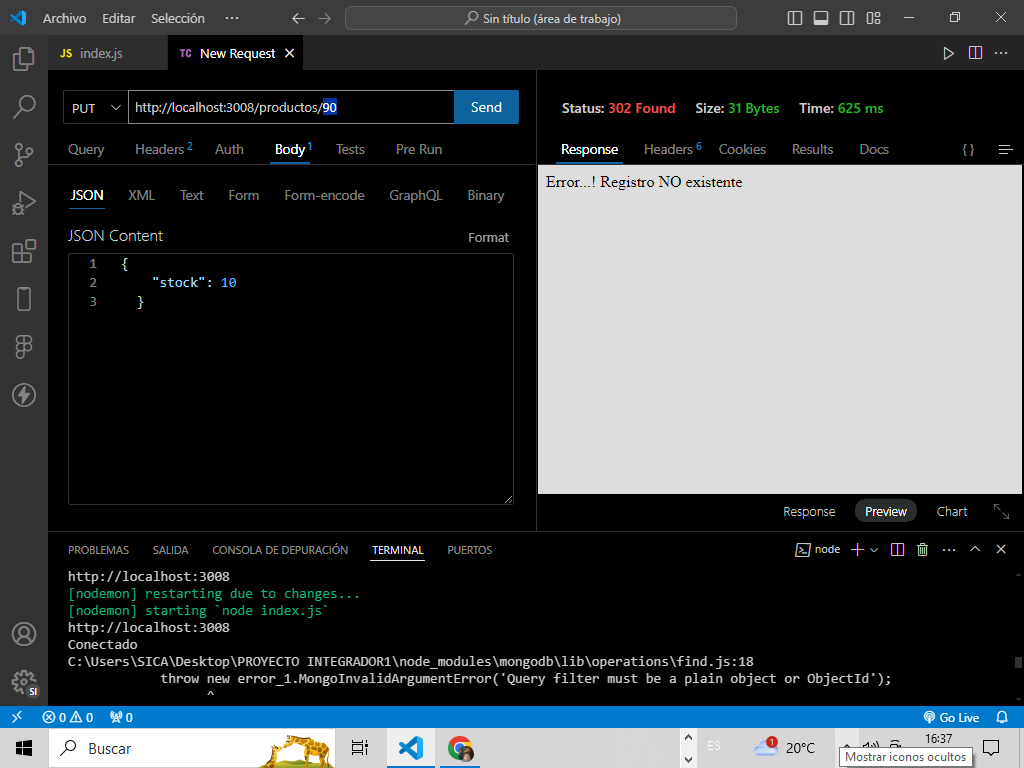 Archivo Editar Selección ··· Sin título (área de trabajo)
JS index.js TC New Request
PUT http://localhost:3008/productos/90 Send
Status: 302 Found Size: 31 Bytes Time: 625 ms
Query Headers 2 Auth Body 1 Tests Pre Run
Response Headers 6 Cookies Results Docs {}
JSON XML Text Form Form-encode GraphQL Binary
Error...! Registro NO existente
JSON Content Format
1 {
2 "stock": 10
3 }
Response Preview Chart
PROBLEMAS SALIDA CONSOLA DE DEPURACIÓN TERMINAL PUERTOS node
http://localhost:3008
[nodemon] restarting due to changes...
[nodemon] starting `node index.js`
http://localhost:3008
Conectado
C:\Users\SICA\Desktop\PROYECTO INTEGRADOR1\node_modules\mongodb\lib\operations\find.js:18
throw new error_1.MongoInvalidArgumentError('Query filter must be a plain object or ObjectId');
^
SI
0 0 0 Go Live
Buscar ES 1 20°C 16:37
Mostrar iconos ocultos